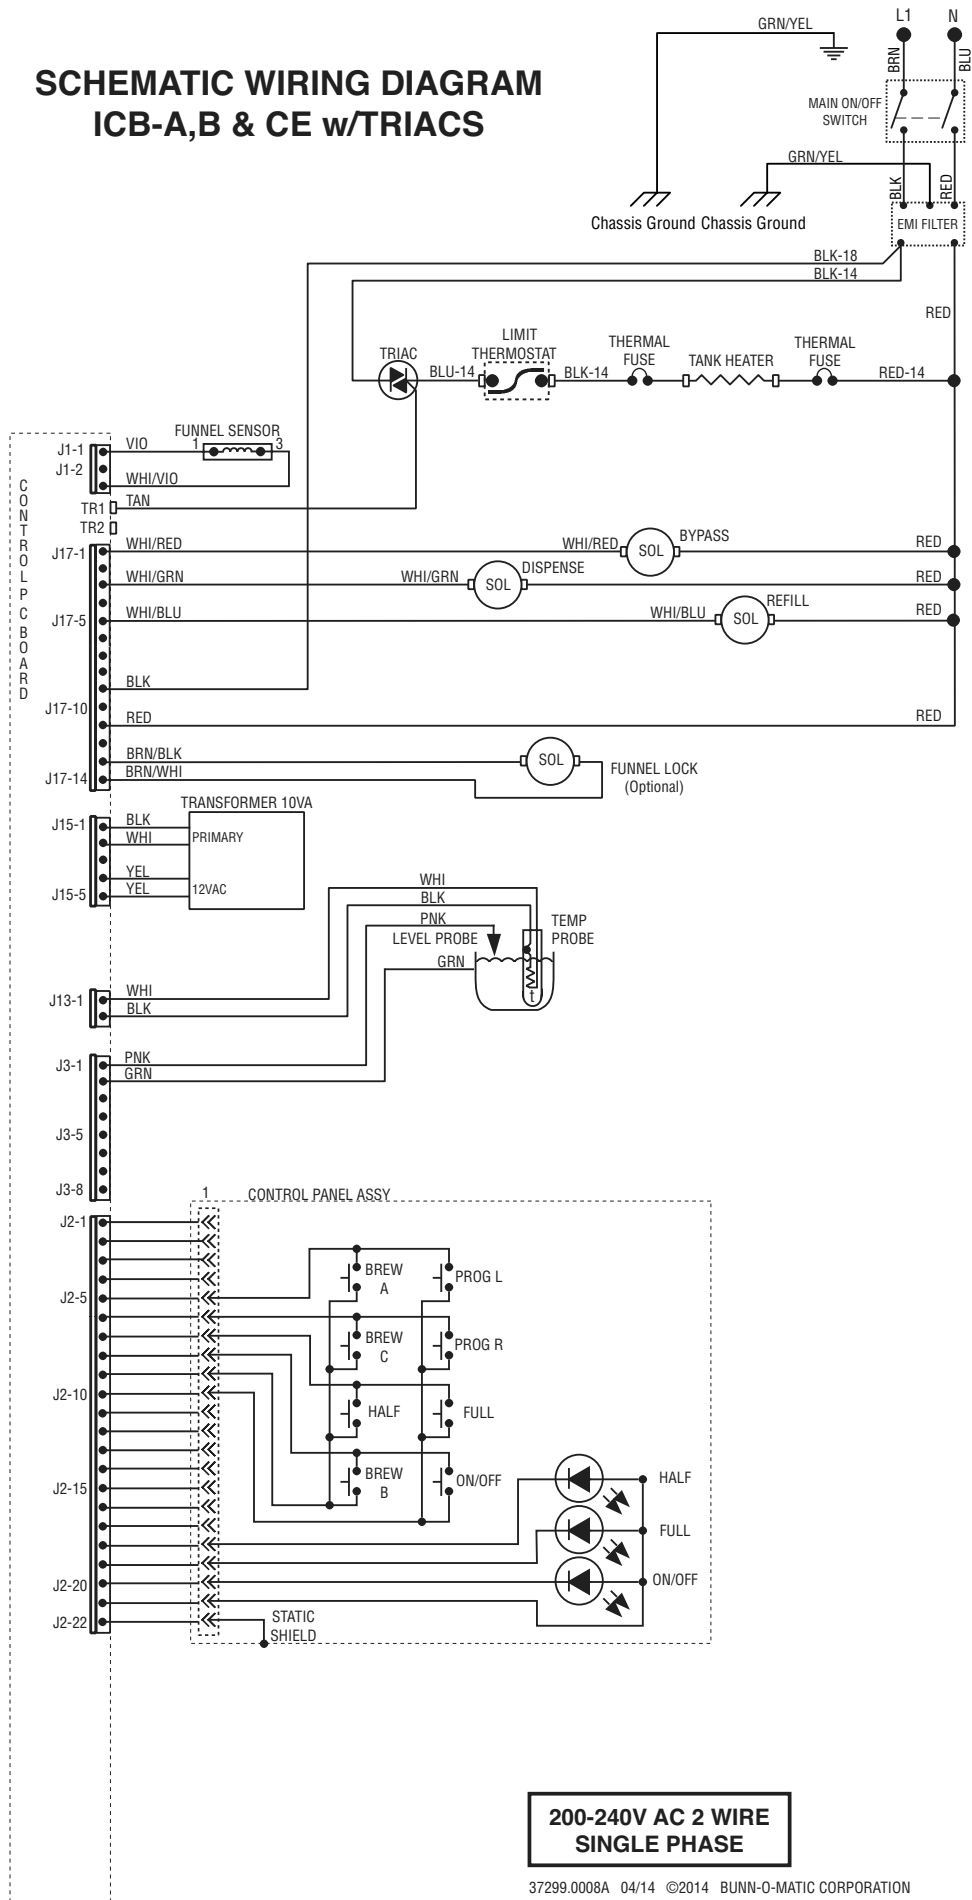 L1 N
GRN/YEL
BRN
BLU
SCHEMATIC WIRING DIAGRAM
ICB-A,B & CE w/TRIACS
MAIN ON/OFF
SWITCH
GRN/YEL
BLK
RED
Chassis Ground Chassis Ground
EMI FILTER
BLK-18
BLK-14
RED
TRIAC
BLU-14
LIMIT
THERMOSTAT
BLK-14
THERMAL
FUSE
TANK HEATER
THERMAL
FUSE
RED-14
CONTROL PC BOARD
FUNNEL SENSOR
J1-1 VIO 1 3
J1-2
WHI/VIO
TR1 TAN
TR2
J17-1 WHI/RED WHI/RED SOL BYPASS RED
WHI/GRN WHI/GRN SOL DISPENSE RED
J17-5 WHI/BLU WHI/BLU SOL REFILL RED
BLK
J17-10
RED RED
BRN/BLK SOL
J17-14 BRN/WHI
FUNNEL LOCK
(Optional)
TRANSFORMER 10VA
J15-1 BLK
WHI PRIMARY
YEL
J15-5 YEL 12VAC
WHI
BLK
PNK
LEVEL PROBE
GRN
TEMP
PROBE
t
J13-1 WHI
BLK
J3-1 PNK
GRN
J3-5
J3-8
1 CONTROL PANEL ASSY
J2-1
J2-5
BREW
A
PROG L
BREW
C
PROG R
J2-10
HALF FULL
BREW
B
ON/OFF
J2-15
HALF
FULL
ON/OFF
J2-20
J2-22
STATIC
SHIELD
200-240V AC 2 WIRE
SINGLE PHASE
37299.0008A 04/14 ©2014 BUNN-O-MATIC CORPORATION